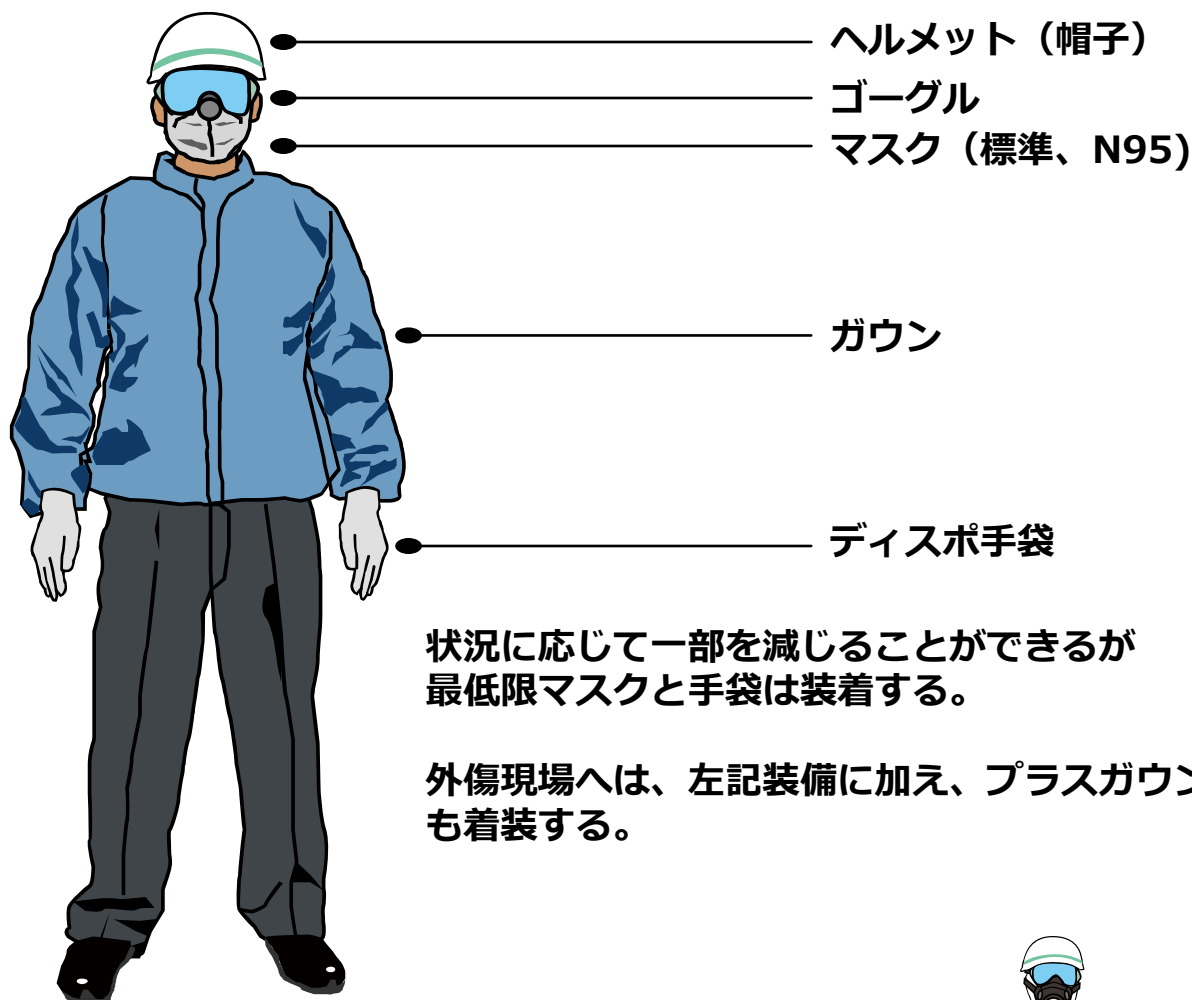 ヘルメット（帽子）
ゴーグル
マスク（標準、N95)
ガウン
ディスポ手袋
状況に応じて一部を減じることができるが
最低限マスクと手袋は装着する。
外傷現場へは、左記装備に加え、プラスガウン
も着装する。